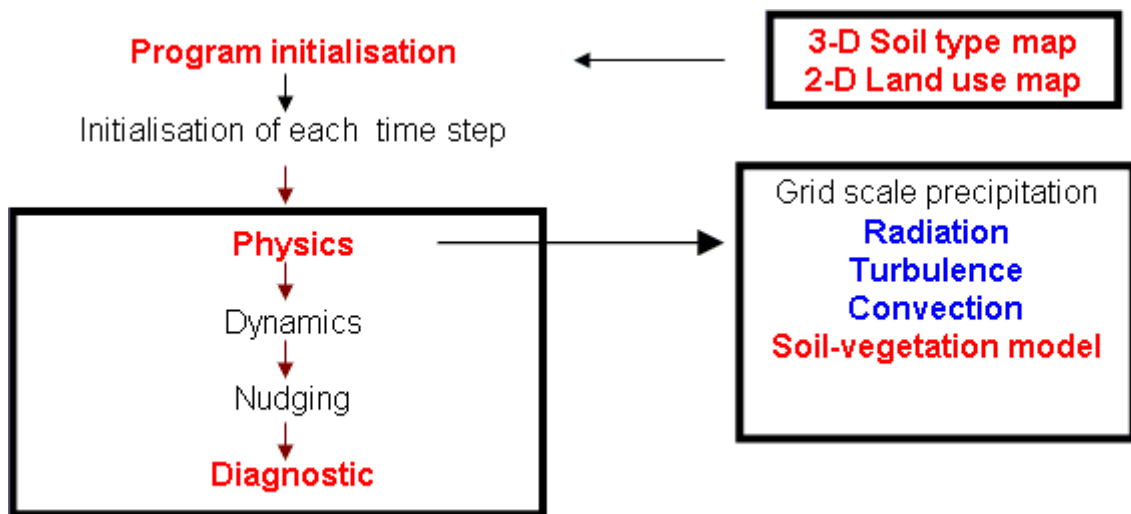 Program initialisation
3-D Soil type map
2-D Land use map
Initialisation of each time step
Physics
Dynamics
Nudging
Diagnostic
Grid scale precipitation
Radiation
Turbulence
Convection
Soil-vegetation model